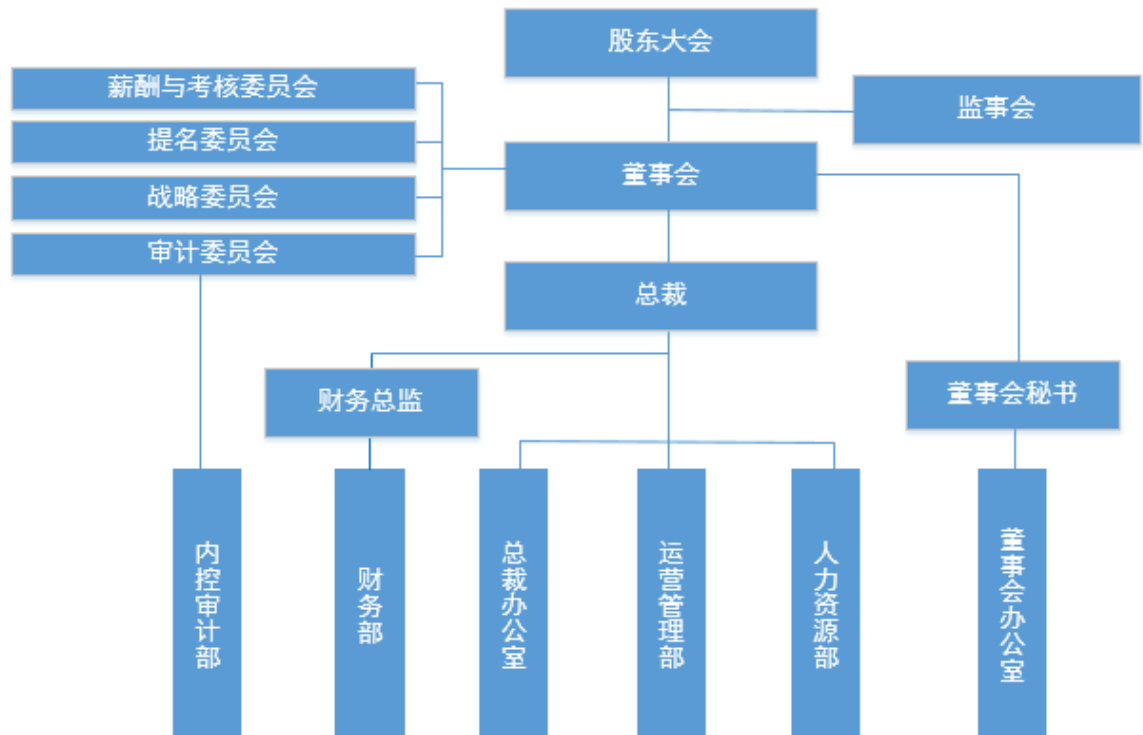 股东大会
薪酬与考核委员会
监事会
提名委员会
董事会
战略委员会
审计委员会
总裁
财务总监
董事会秘书
内控审计部
财务部
总裁办公室
运营管理部
人力资源部
董事会办公室